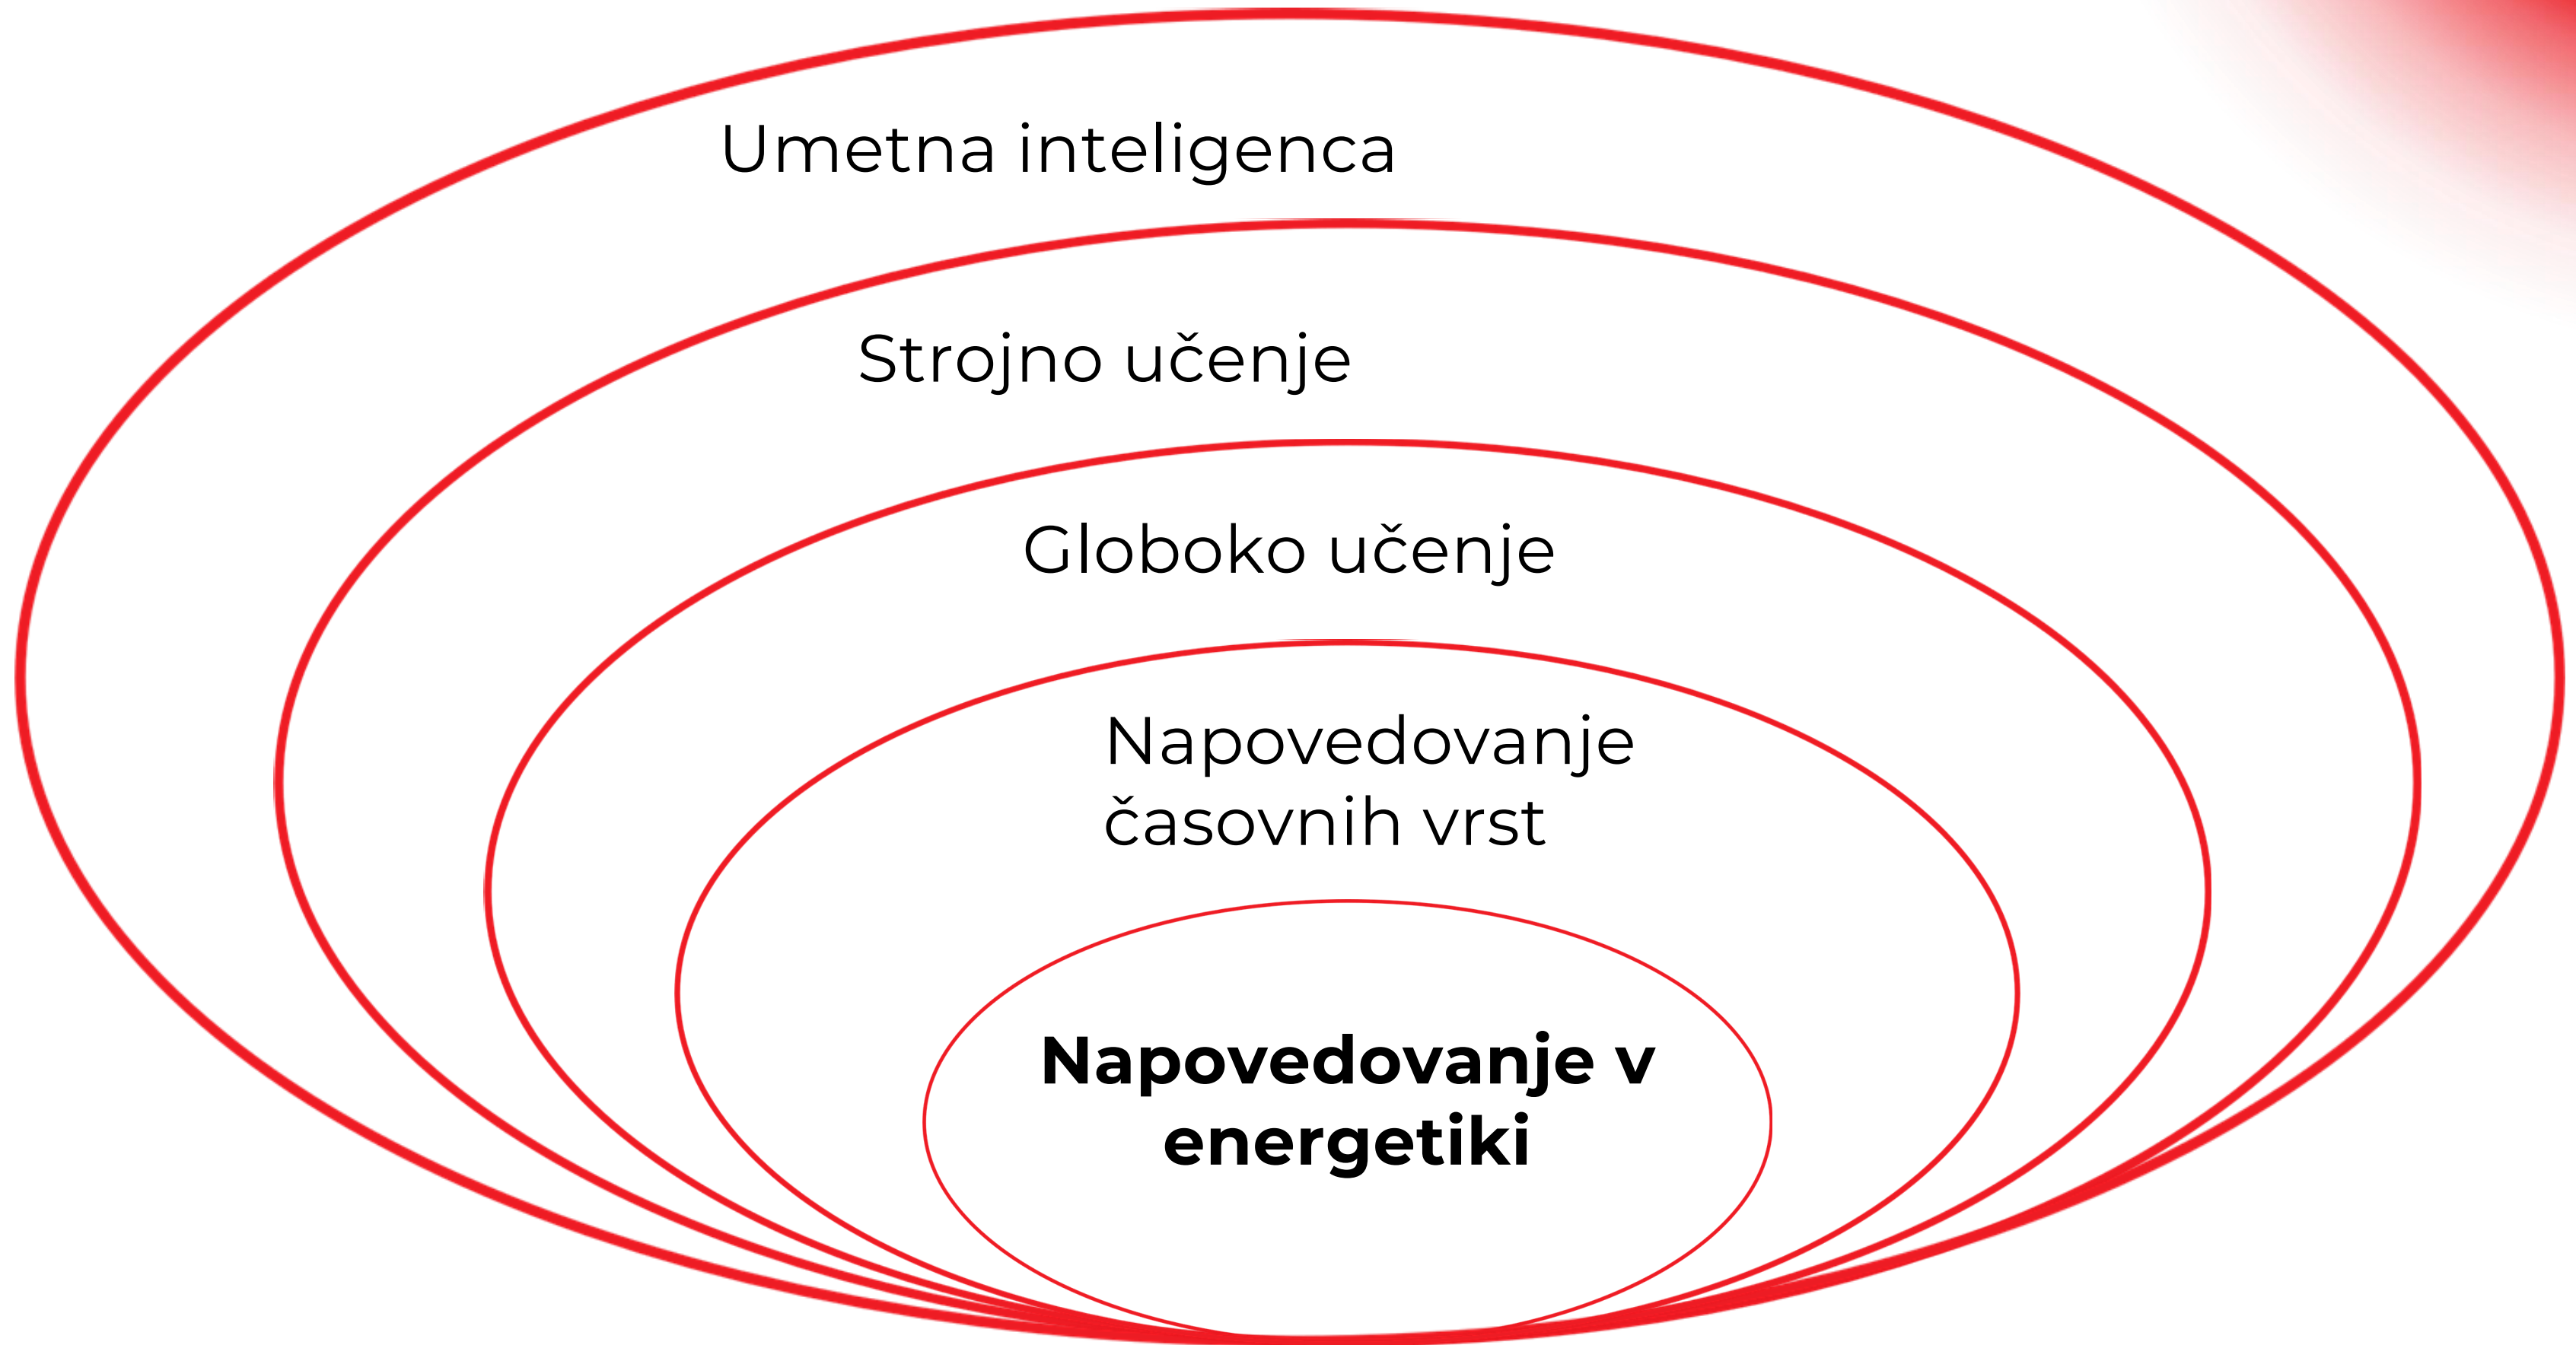 Umetna inteligenca
Strojno učenje
Globoko učenje
Napovedovanje
časovnih vrst
Napovedovanje v
energetiki